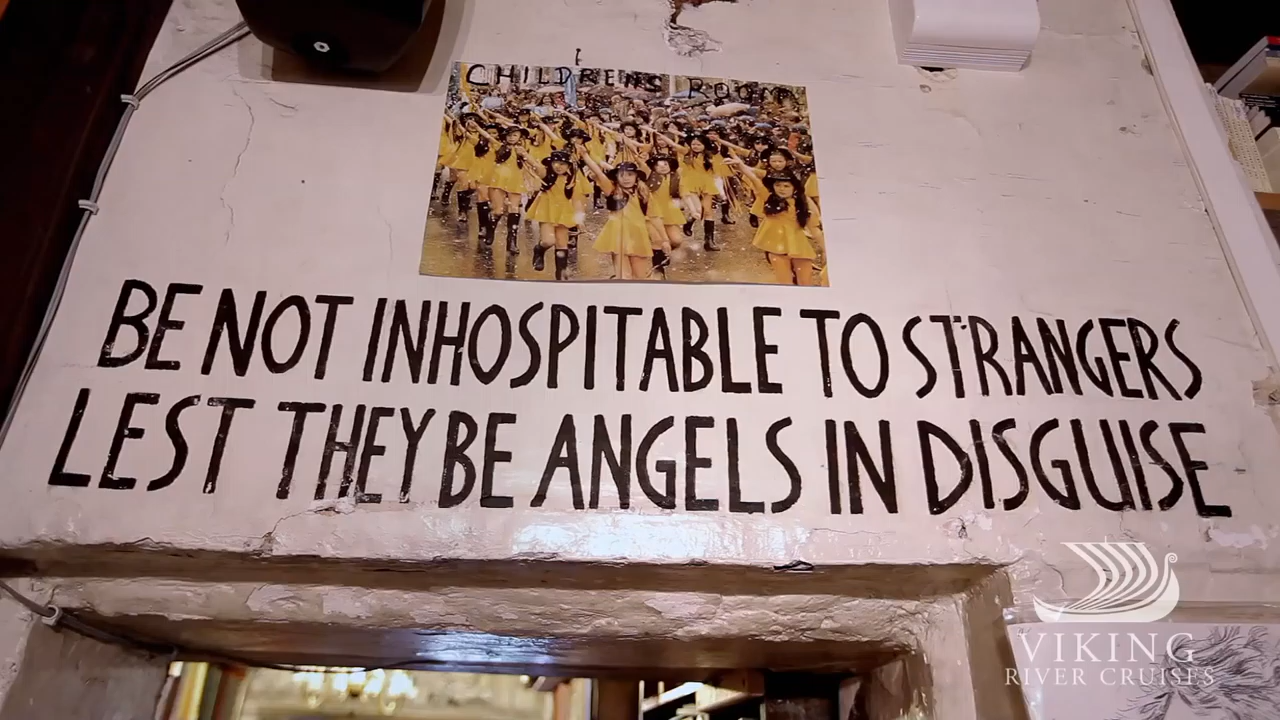 CHILDRENS ROOM
BE NOT INHOSPITABLE TO STRANGERS
LEST THEY BE ANGELS IN DISGUISE
VIKING
RIVER CRUISES